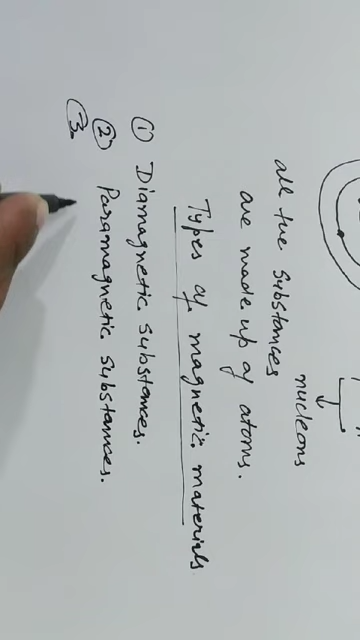 nucleons
all the substances
are made up of atoms.
Types of magnetic materials
(1) Diamagnetic substances.
(2) Paramagnetic substances.
(3)